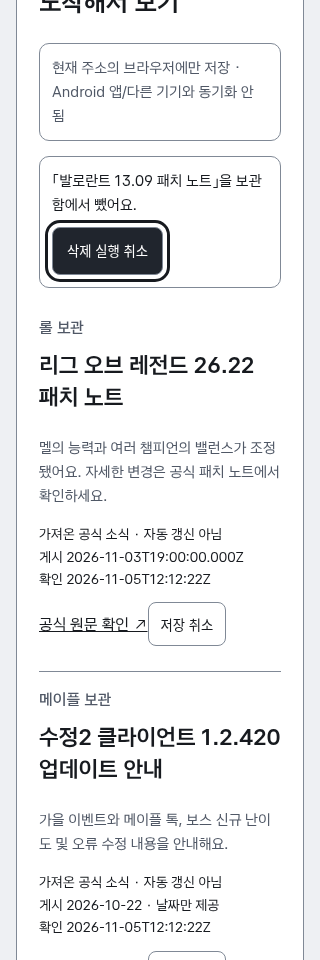 도착해서 보기
현재 주소의 브라우저에만 저장 ·
Android 앱/다른 기기와 동기화 안
됨
「발로란트 13.09 패치 노트」을 보관
함에서 뺐어요.
삭제 실행 취소
롤 보관
리그 오브 레전드 26.22
패치 노트
멜의 능력과 여러 챔피언의 밸런스가 조정
됐어요. 자세한 변경은 공식 패치 노트에서
확인하세요.
가져온 공식 소식 · 자동 갱신 아님
게시 2026-11-03T19:00:00.000Z
확인 2026-11-05T12:12:22Z
공식 원문 확인 ↗ 저장 취소
메이플 보관
수정2 클라이언트 1.2.420
업데이트 안내
가을 이벤트와 메이플 톡, 보스 신규 난이
도 및 오류 수정 내용을 안내해요.
가져온 공식 소식 · 자동 갱신 아님
게시 2026-10-22 · 날짜만 제공
확인 2026-11-05T12:12:22Z